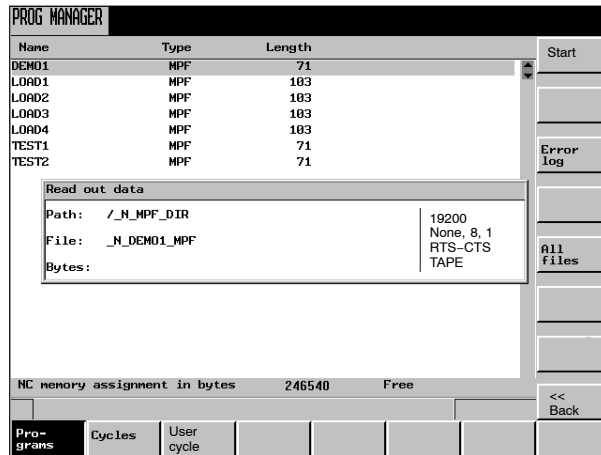 PROG MANAGER
Name Type Length
DEMO1 MPF 71
LOAD1 MPF 103
LOAD2 MPF 103
LOAD3 MPF 103
LOAD4 MPF 103
TEST1 MPF 71
TEST2 MPF 71
Read out data
Path: /_N_MPF_DIR
File: _N_DEMO1_MPF
Bytes:
19200
None, 8, 1
RTS-CTS
TAPE
NC memory assignment in bytes 246540 Free
Start
Error
log
All
files
<<
Back
Pro-
grams
Cycles
User
cycle